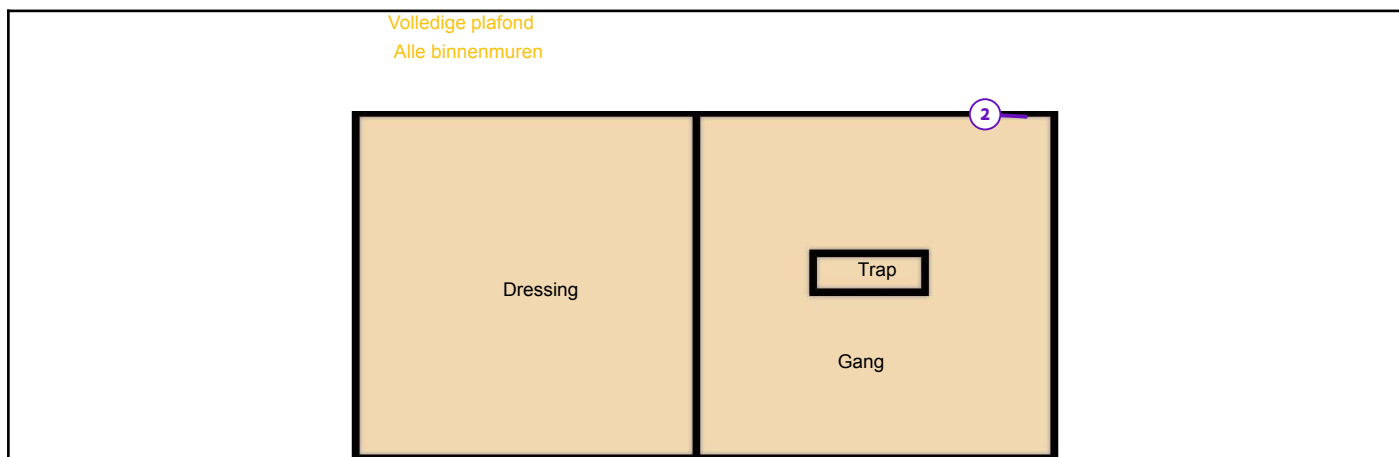 Volledige plafond
Alle binnenmuren
2
Trap
Dressing
Gang